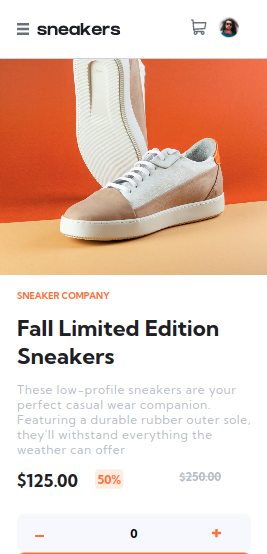 sneakers
SNEAKER COMPANY
Fall Limited Edition
Sneakers
These low-profile sneakers are your
perfect casual wear companion.
Featuring a durable rubber outer sole,
they'll withstand everything the
weather can offer
$125.00 50% $250.00
0